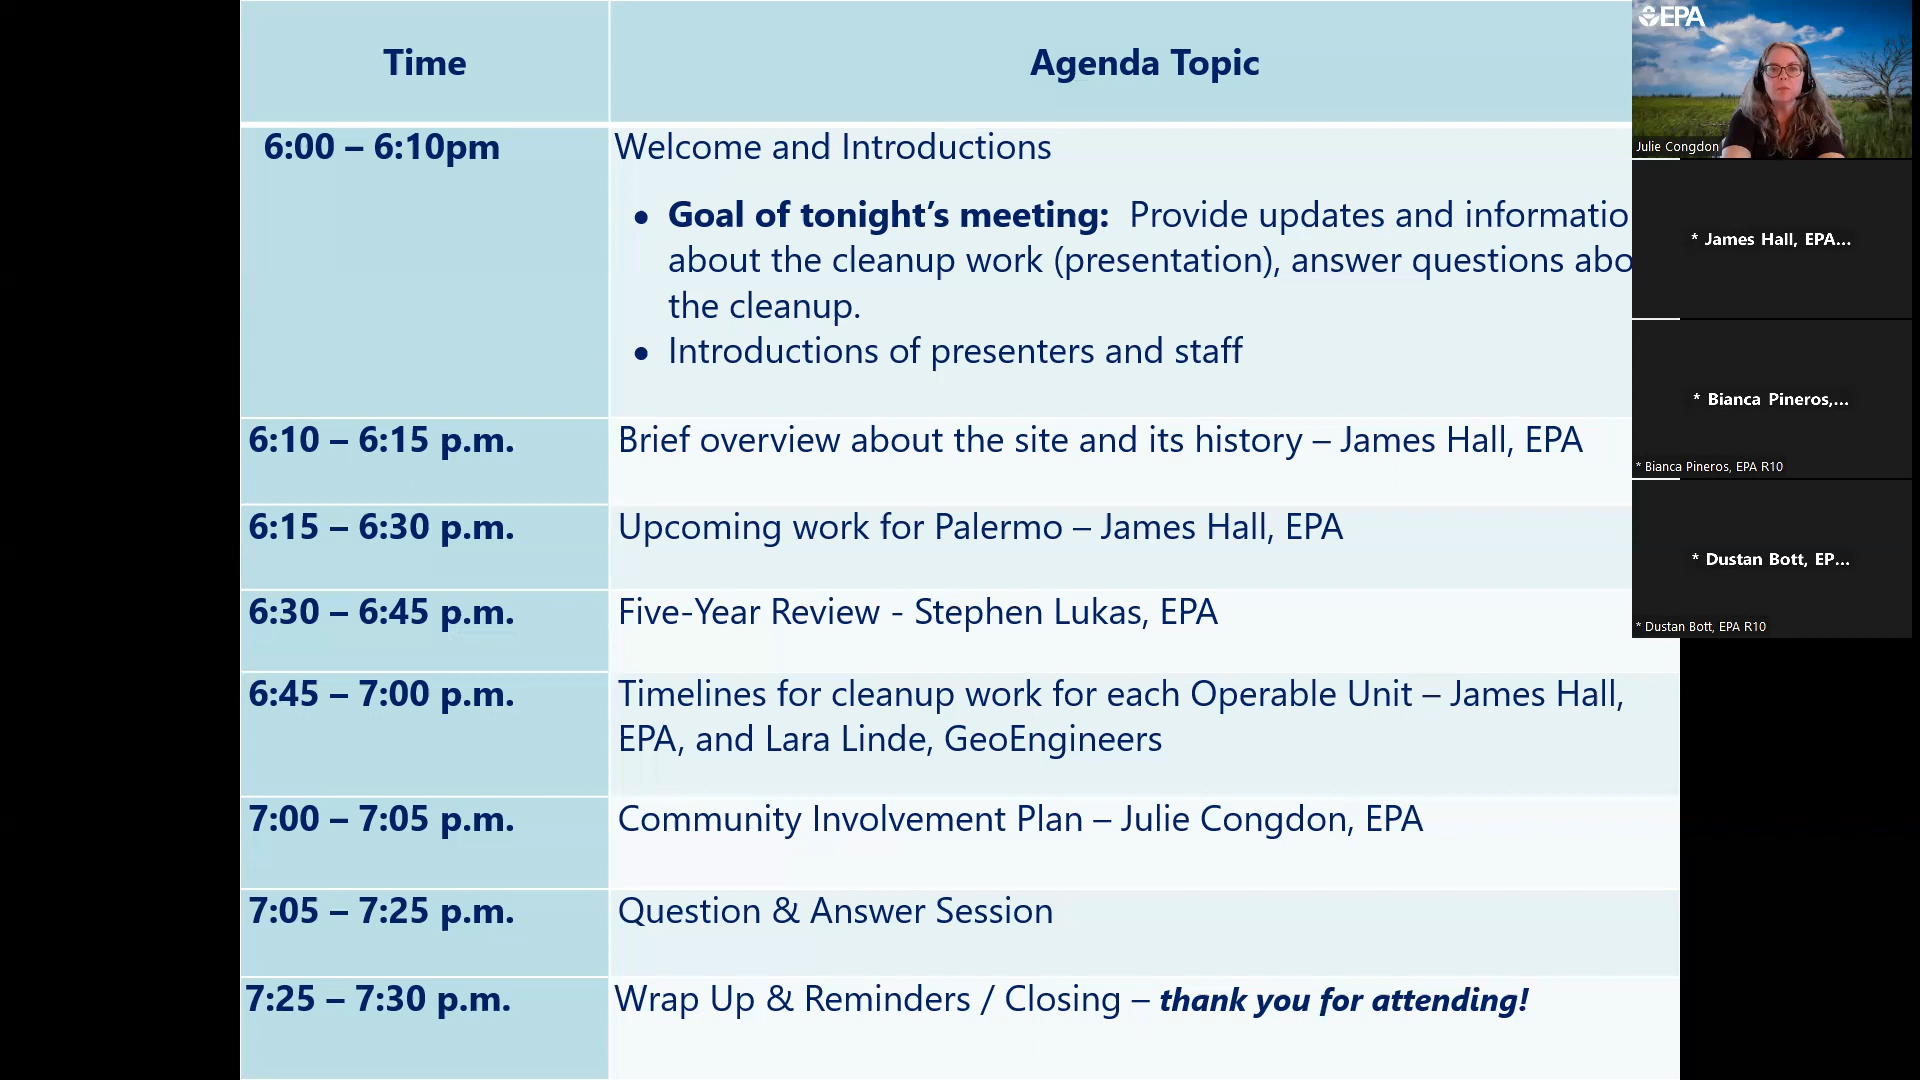 Time
Agenda Topic
6:00 – 6:10pm
Welcome and Introductions
• Goal of tonight’s meeting: Provide updates and informatio
about the cleanup work (presentation), answer questions abo
the cleanup.
• Introductions of presenters and staff
6:10 – 6:15 p.m.
Brief overview about the site and its history – James Hall, EPA
6:15 – 6:30 p.m.
Upcoming work for Palermo – James Hall, EPA
6:30 – 6:45 p.m.
Five-Year Review - Stephen Lukas, EPA
6:45 – 7:00 p.m.
Timelines for cleanup work for each Operable Unit – James Hall,
EPA, and Lara Linde, GeoEngineers
7:00 – 7:05 p.m.
Community Involvement Plan – Julie Congdon, EPA
7:05 – 7:25 p.m.
Question & Answer Session
7:25 – 7:30 p.m.
Wrap Up & Reminders / Closing – thank you for attending!
EPA
Julie Congdon
* James Hall, EPA...
* Bianca Pineros,...
* Bianca Pineros, EPA R10
* Dustan Bott, EP...
* Dustan Bott, EPA R10